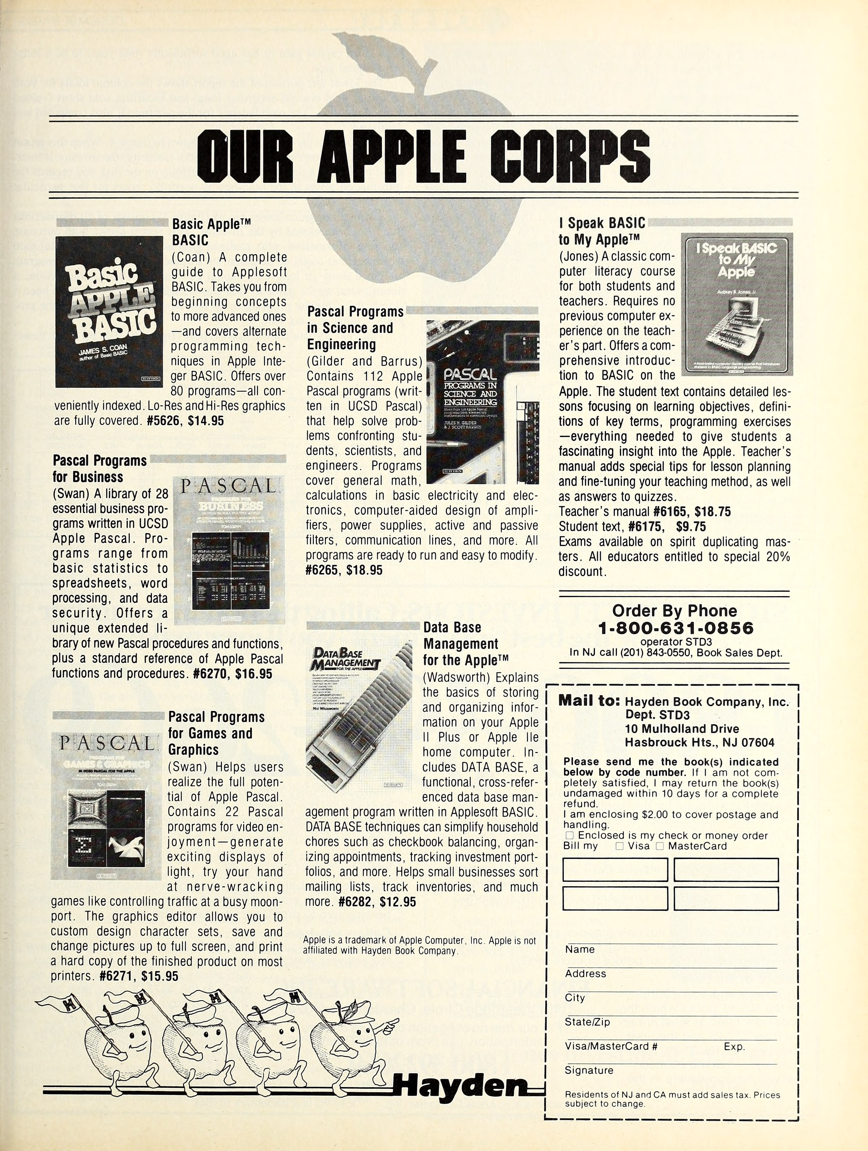 OUR APPLE CORPS
Basic Apple™
BASIC
(Coan) A complete
guide to Applesoft
BASIC. Takes you from
beginning concepts
to more advanced ones
—and covers alternate
programming tech-
niques in Apple Inte-
ger BASIC. Offers over
80 programs—all con-
veniently indexed. Lo-Res and Hi-Res graphics
are fully covered. #5626, $14.95
Basic
APPLE
BASIC
JAMES S. COAN
author of Basic BASIC
Pascal Programs
for Business
(Swan) A library of 28
essential business pro-
grams written in UCSD
Apple Pascal. Pro-
grams range from
basic statistics to
spreadsheets, word
processing, and data
security. Offers a
unique extended li-
brary of new Pascal procedures and functions,
plus a standard reference of Apple Pascal
functions and procedures. #6270, $16.95
PASCAL
BUSINESS
Pascal Programs
for Games and
Graphics
(Swan) Helps users
realize the full poten-
tial of Apple Pascal.
Contains 22 Pascal
programs for video en-
joyment—generate
exciting displays of
light, try your hand
at nerve-wracking
games like controlling traffic at a busy moon-
port. The graphics editor allows you to
custom design character sets, save and
change pictures up to full screen, and print
a hard copy of the finished product on most
printers. #6271, $15.95
PASCAL
GAMES & GRAPHICS
Pascal Programs
in Science and
Engineering
(Gilder and Barrus)
Contains 112 Apple
Pascal programs (writ-
ten in UCSD Pascal)
that help solve prob-
lems confronting stu-
dents, scientists, and
engineers. Programs
cover general math,
calculations in basic electricity and elec-
tronics, computer-aided design of ampli-
fiers, power supplies, active and passive
filters, communication lines, and more. All
programs are ready to run and easy to modify.
#6265, $18.95
PASCAL
PROGRAMS IN
SCIENCE AND
ENGINEERING
JULES H. GILDER
& J. SCOTT BARRUS
Data Base
Management
for the Apple™
(Wadsworth) Explains
the basics of storing
and organizing infor-
mation on your Apple
II Plus or Apple IIe
home computer. In-
cludes DATA BASE, a
functional, cross-refer-
enced data base man-
agement program written in Applesoft BASIC.
DATA BASE techniques can simplify household
chores such as checkbook balancing, organ-
izing appointments, tracking investment port-
folios, and more. Helps small businesses sort
mailing lists, track inventories, and much
more. #6282, $12.95
DATA BASE
MANAGEMENT
Apple is a trademark of Apple Computer, Inc. Apple is not
affiliated with Hayden Book Company.
I Speak BASIC
to My Apple™
(Jones) A classic com-
puter literacy course
for both students and
teachers. Requires no
previous computer ex-
perience on the teach-
er's part. Offers a com-
prehensive introduc-
tion to BASIC on the
Apple. The student text contains detailed les-
sons focusing on learning objectives, defini-
tions of key terms, programming exercises
—everything needed to give students a
fascinating insight into the Apple. Teacher's
manual adds special tips for lesson planning
and fine-tuning your teaching method, as well
as answers to quizzes.
Teacher's manual #6165, $18.75
Student text, #6175, $9.75
Exams available on spirit duplicating mas-
ters. All educators entitled to special 20%
discount.
I Speak BASIC
to My
Apple
Aubrey B. Jones, Jr.
Order By Phone
1-800-631-0856
operator STD3
In NJ call (201) 843-0550, Book Sales Dept.
Mail to: Hayden Book Company, Inc.
Dept. STD3
10 Mulholland Drive
Hasbrouck Hts., NJ 07604
Please send me the book(s) indicated
below by code number. If I am not com-
pletely satisfied, I may return the book(s)
undamaged within 10 days for a complete
refund.
I am enclosing $2.00 to cover postage and
handling.
☐ Enclosed is my check or money order
Bill my ☐ Visa ☐ MasterCard
Name
Address
City
State/Zip
Visa/MasterCard # Exp.
Signature
Residents of NJ and CA must add sales tax. Prices
subject to change.
H H H H
Hayden